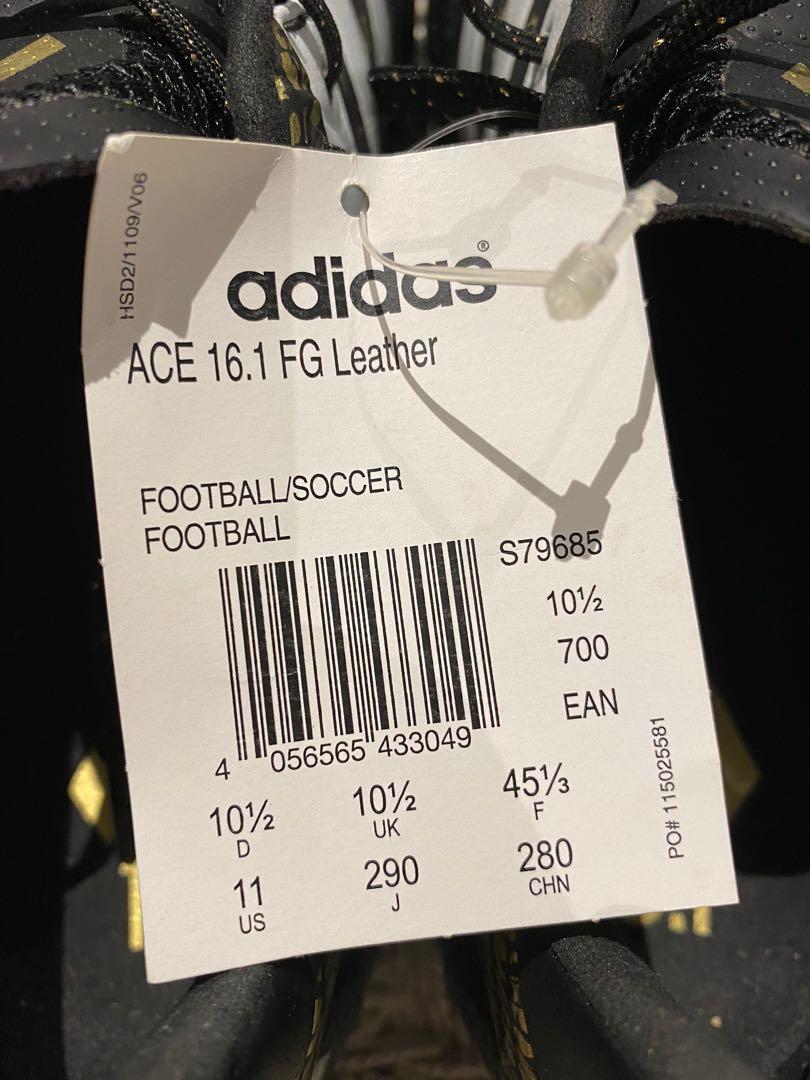 HSD2/1109/V06
adidas®
ACE 16.1 FG Leather
FOOTBALL/SOCCER
FOOTBALL
S79685
10½
700
EAN
4 056565 433049
10½ 10½ 45⅓
D UK F
11 290 280
US J CHN
PO# 115025581